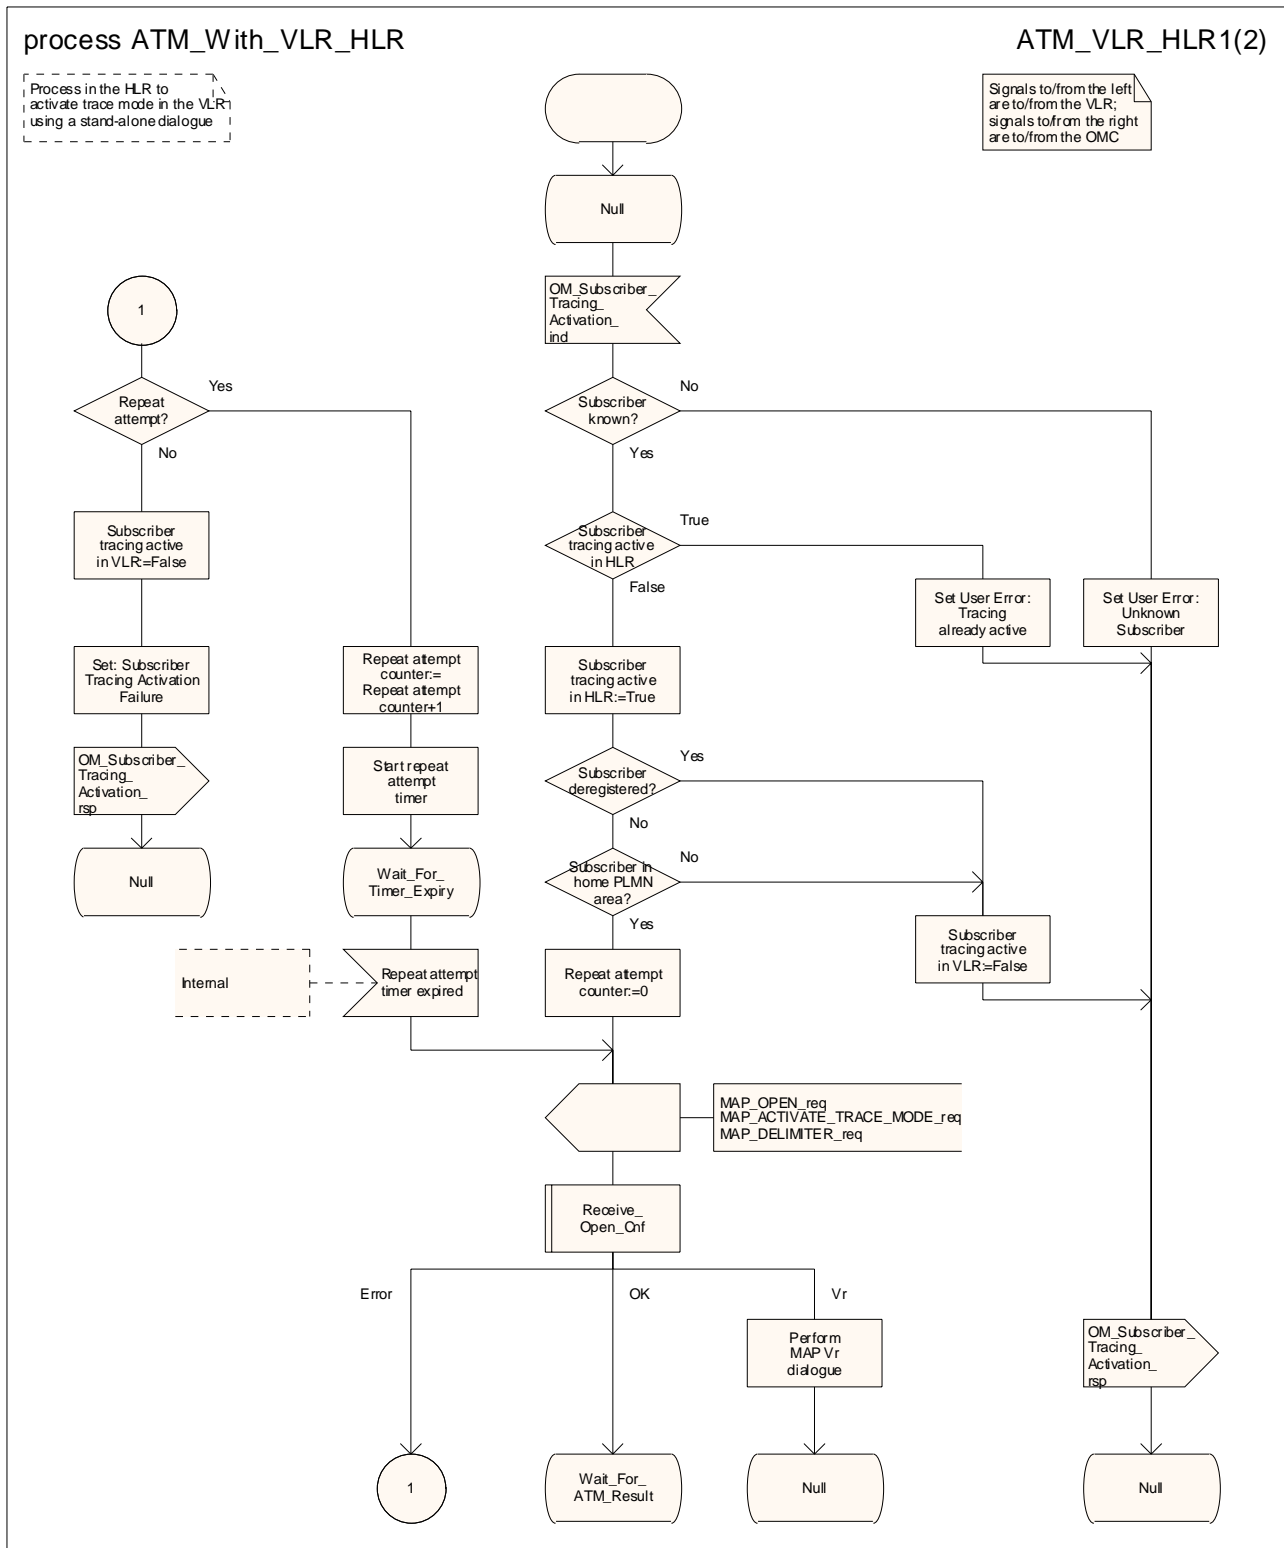 process ATM_With_VLR_HLR
ATM_VLR_HLR1(2)
Process in the HLR to
activate trace mode in the VLR
using a stand-alone dialogue
Signals to/from the left
are to/from the VLR;
signals to/from the right
are to/from the OMC
Null
OM_Subscriber_
Tracing_
Activation_
ind
1
Repeat
attempt?
Yes
No
Subscriber
known?
No
Yes
Subscriber
tracing active
in VLR:=False
Subscriber
tracing active
in HLR
True
False
Set User Error:
Tracing
already active
Set User Error:
Unknown
Subscriber
Set: Subscriber
Tracing Activation
Failure
Repeat attempt
counter:=
Repeat attempt
counter+1
Subscriber
tracing active
in HLR:=True
OM_Subscriber_
Tracing_
Activation_
rsp
Start repeat
attempt
timer
Subscriber
deregistered?
Yes
No
Null
Wait_For_
Timer_Expiry
Subscriber in
home PLMN
area?
No
Yes
Subscriber
tracing active
in VLR:=False
Internal
Repeat attempt
timer expired
Repeat attempt
counter:=0
MAP_OPEN_req
MAP_ACTIVATE_TRACE_MODE_req
MAP_DELIMITER_req
Receive_
Open_Cnf
Error
OK
Vr
Perform
MAP Vr
dialogue
OM_Subscriber_
Tracing_
Activation_
rsp
1
Wait_For_
ATM_Result
Null
Null